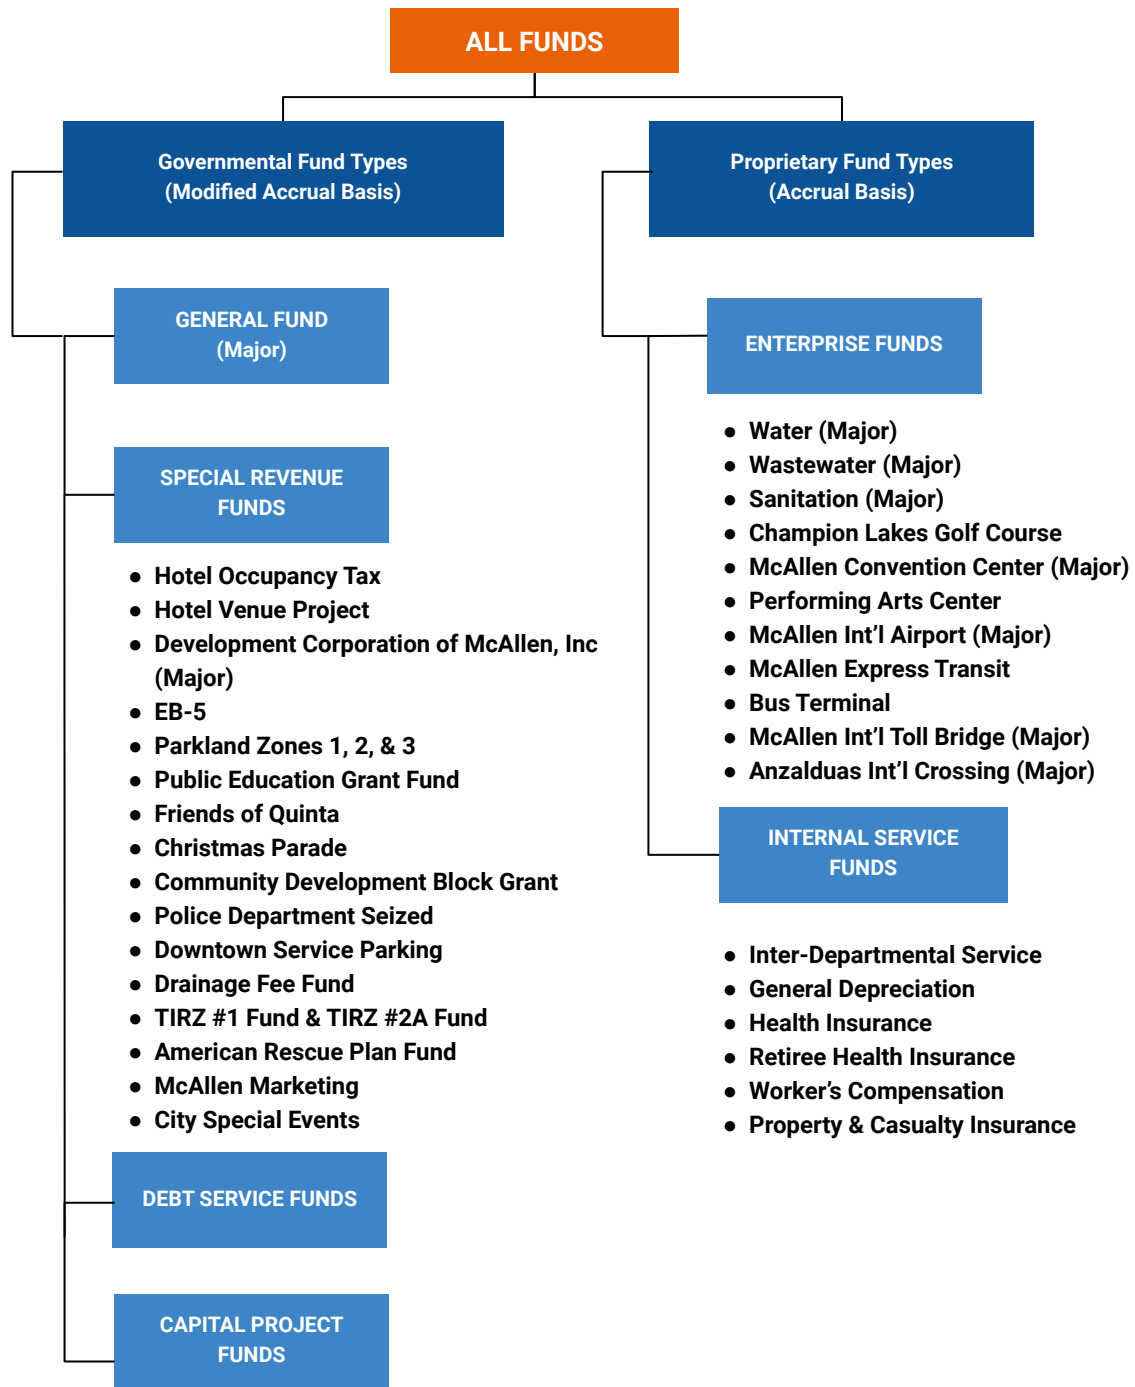 ALL FUNDS
Governmental Fund Types
(Modified Accrual Basis)
GENERAL FUND
(Major)
SPECIAL REVENUE
FUNDS
● Hotel Occupancy Tax
● Hotel Venue Project
● Development Corporation of McAllen, Inc
(Major)
● EB-5
● Parkland Zones 1, 2, & 3
● Public Education Grant Fund
● Friends of Quinta
● Christmas Parade
● Community Development Block Grant
● Police Department Seized
● Downtown Service Parking
● Drainage Fee Fund
● TIRZ #1 Fund & TIRZ #2A Fund
● American Rescue Plan Fund
● McAllen Marketing
● City Special Events
DEBT SERVICE FUNDS
CAPITAL PROJECT
FUNDS
Proprietary Fund Types
(Accrual Basis)
ENTERPRISE FUNDS
● Water (Major)
● Wastewater (Major)
● Sanitation (Major)
● Champion Lakes Golf Course
● McAllen Convention Center (Major)
● Performing Arts Center
● McAllen Int’l Airport (Major)
● McAllen Express Transit
● Bus Terminal
● McAllen Int’l Toll Bridge (Major)
● Anzalduas Int’l Crossing (Major)
INTERNAL SERVICE
FUNDS
● Inter-Departmental Service
● General Depreciation
● Health Insurance
● Retiree Health Insurance
● Worker’s Compensation
● Property & Casualty Insurance